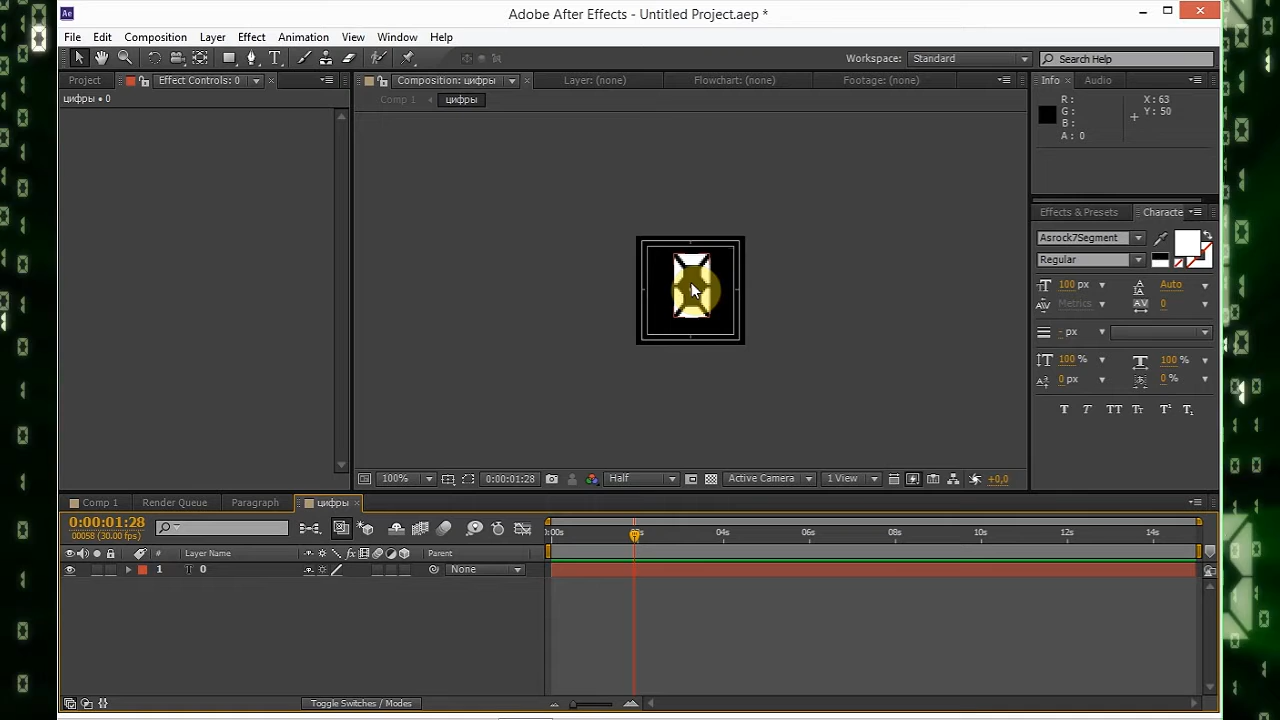 Ae Adobe After Effects - Untitled Project.aep *
File Edit Composition Layer Effect Animation View Window Help
Workspace: Standard Search Help
Project Effect Controls: 0 Composition: цифры Layer: (none) Flowchart: (none) Footage: (none) Info Audio
цифры • 0 Comp 1 цифры
R: X: 63
G: Y: 50
B:
A: 0
Effects & Presets Characte
Asrock7Segment
Regular
100 px Auto
Metrics 0
- px
100 % 100 %
0 px 0 %
T T TT Tt T¹ T₁
100% 0:00:01:28 Half Active Camera 1 View +0,0
Comp 1 Render Queue Paragraph цифры
0:00:01:28
00058 (30.00 fps)
:00s 04s 06s 08s 10s 12s 14s
# Layer Name fx Parent
1 T 0 None
Toggle Switches / Modes